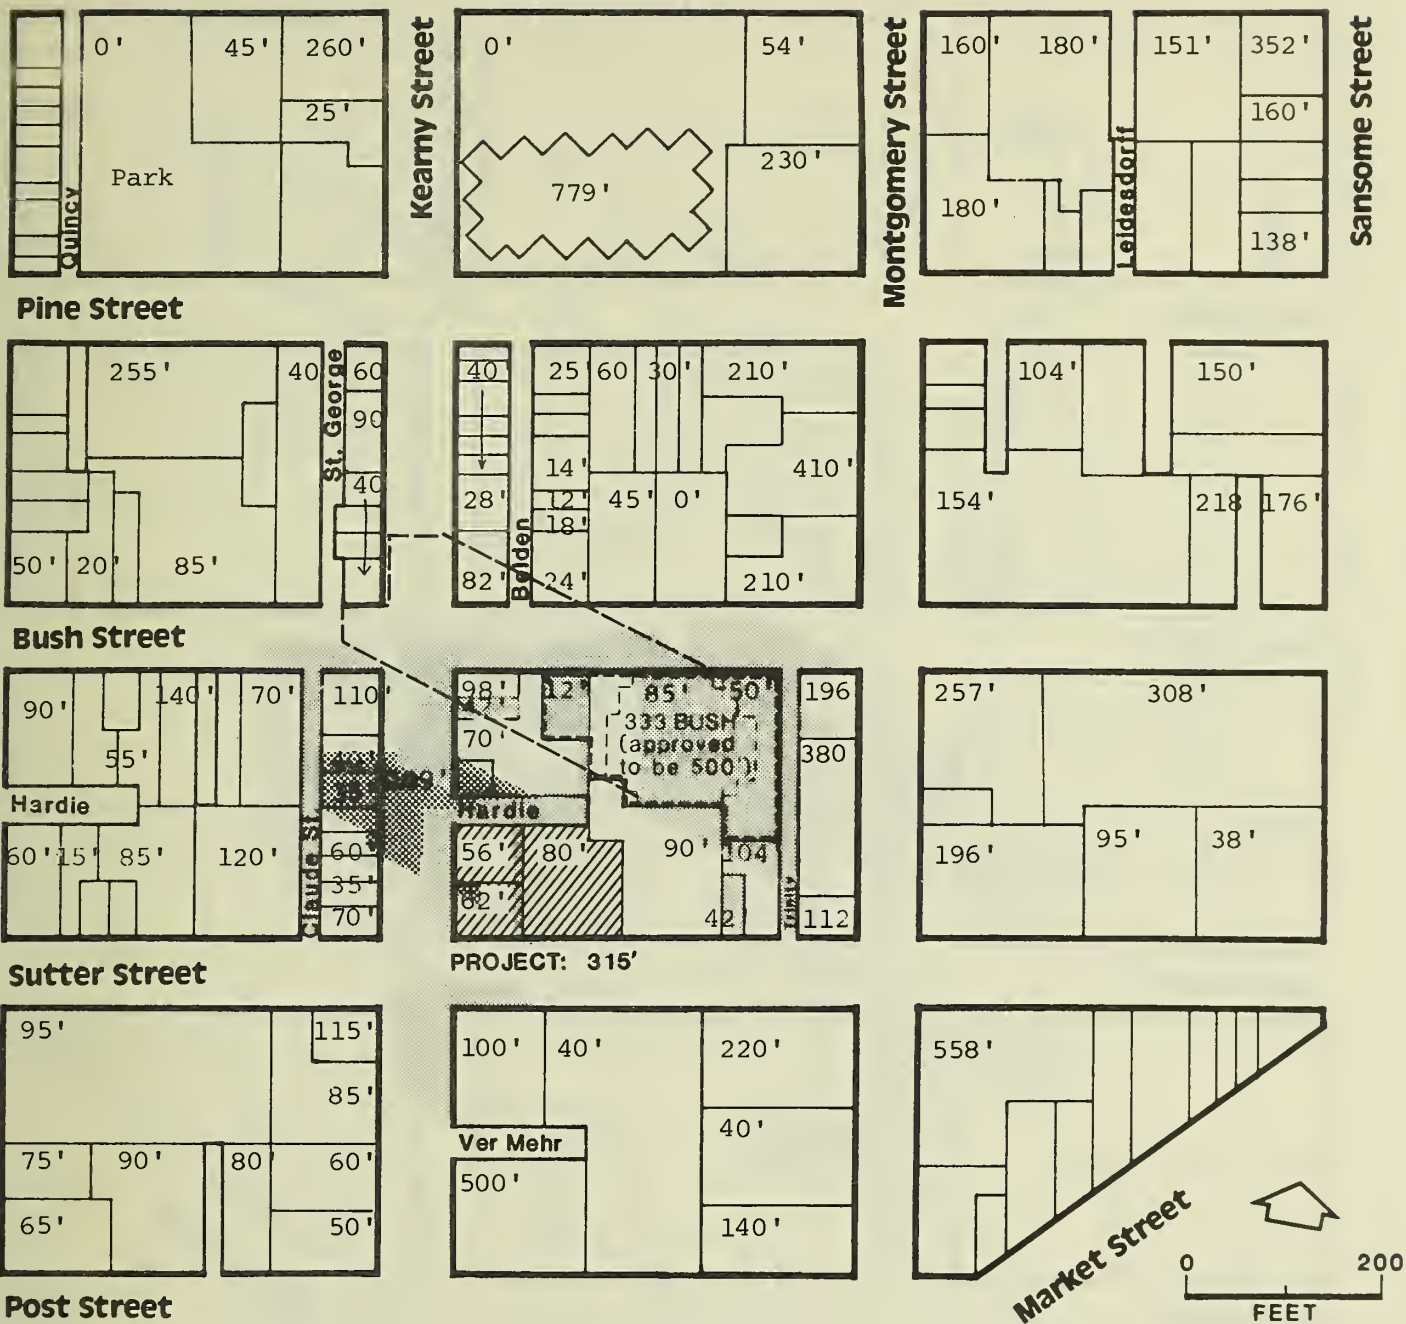 0' 45' 260' Kearny Street 0' 54' Montgomery Street 160' 180' 151' 352' Sansome Street
25' 160'
Quincy Park 779' 230' 180' Leidesdorff 138'
Pine Street
255' 40 St. George 60 40' 25' 60 30' 210' 104' 150'
90
14' 410'
40 28' 12' 45' 0' 154' 218 176'
18'
50' 20' 85' 82' Belden 24' 210'
Bush Street
90' 140' 70' 110' 98' 12' 85' 50' 196 257' 308'
333 BUSH
70' (approved
55' to be 500')
380
Hardie Claude St. Hardie
60' 15' 85' 120' 60' 56' 80' 90' 104 196' 95' 38'
35' 62'
70' 42' Trinity 112
Sutter Street PROJECT: 315'
95' 115' 100' 40' 220' 558'
85'
75' 90' 80 60' Ver Mehr 40'
500'
65' 50' 140'
Market Street
0 200
FEET
Post Street